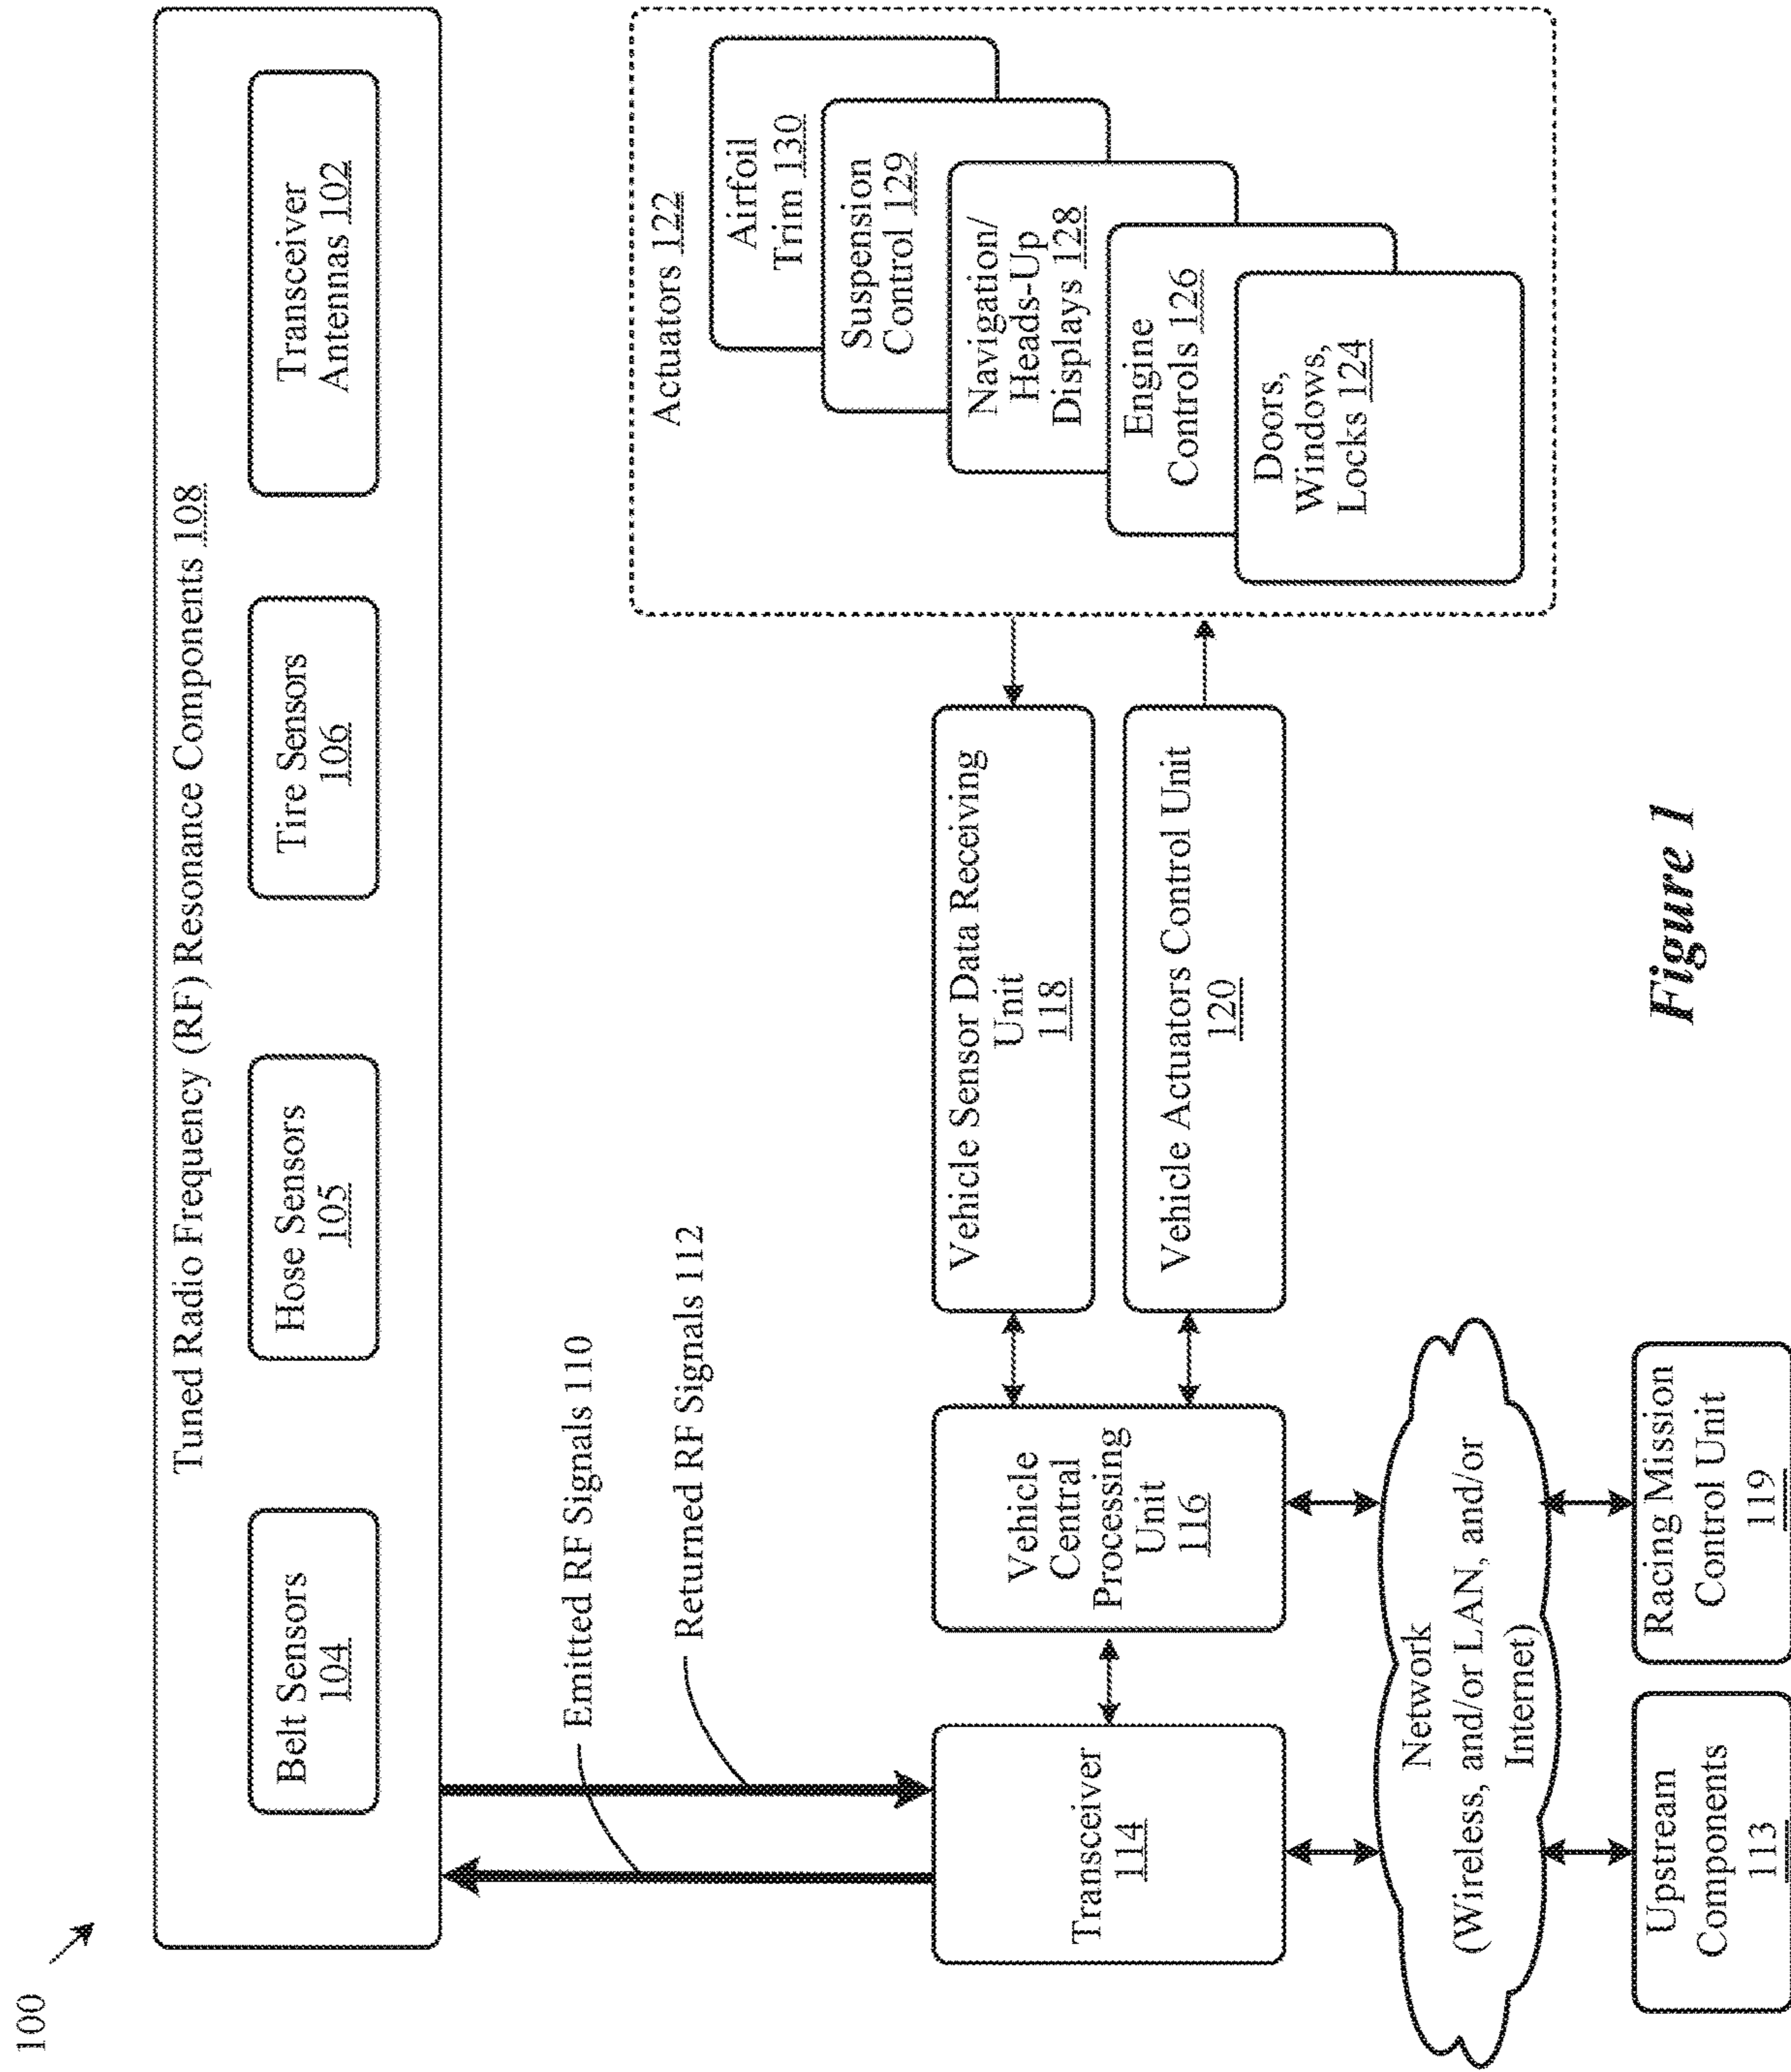 100
Tuned Radio Frequency (RF) Resonance Components 108
Belt Sensors
104
Hose Sensors
105
Tire Sensors
106
Transceiver
Antennas 102
Emitted RF Signals 110
Returned RF Signals 112
Actuators 122
Airfoil
Trim 130
Suspension
Control 129
Navigation/
Heads-Up
Displays 128
Engine
Controls 126
Doors,
Windows,
Locks 124
Transceiver
114
Vehicle
Central
Processing
Unit
116
Vehicle Sensor Data Receiving
Unit
118
Vehicle Actuators Control Unit
120
Network
(Wireless, and/or LAN, and/or
Internet)
Upstream
Components
113
Racing Mission
Control Unit
119
Figure 1